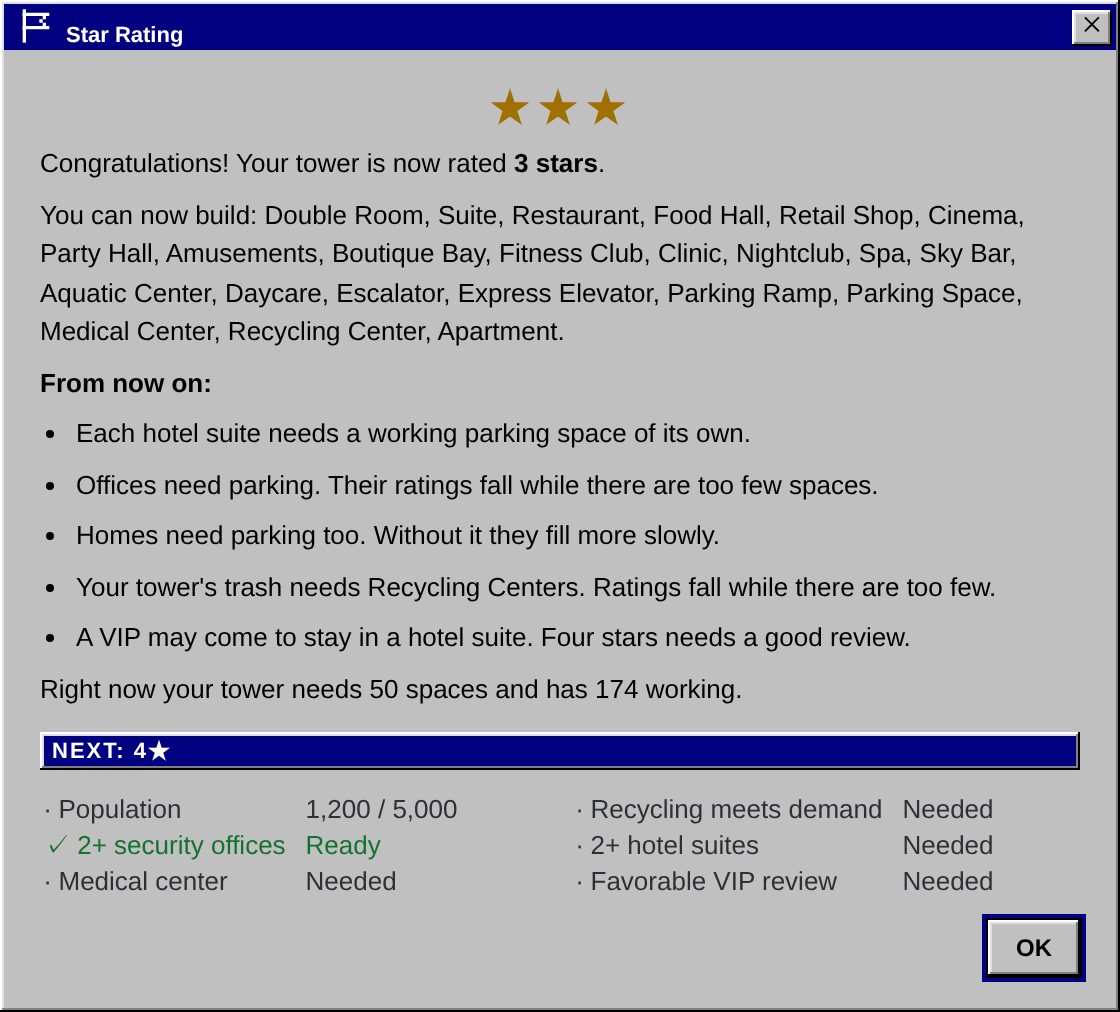 Star Rating
★★★
Congratulations! Your tower is now rated 3 stars.
You can now build: Double Room, Suite, Restaurant, Food Hall, Retail Shop, Cinema,
Party Hall, Amusements, Boutique Bay, Fitness Club, Clinic, Nightclub, Spa, Sky Bar,
Aquatic Center, Daycare, Escalator, Express Elevator, Parking Ramp, Parking Space,
Medical Center, Recycling Center, Apartment.
From now on:
• Each hotel suite needs a working parking space of its own.
• Offices need parking. Their ratings fall while there are too few spaces.
• Homes need parking too. Without it they fill more slowly.
• Your tower's trash needs Recycling Centers. Ratings fall while there are too few.
• A VIP may come to stay in a hotel suite. Four stars needs a good review.
Right now your tower needs 50 spaces and has 174 working.
NEXT: 4★
· Population 1,200 / 5,000 · Recycling meets demand Needed
✓ 2+ security offices Ready · 2+ hotel suites Needed
· Medical center Needed · Favorable VIP review Needed
OK